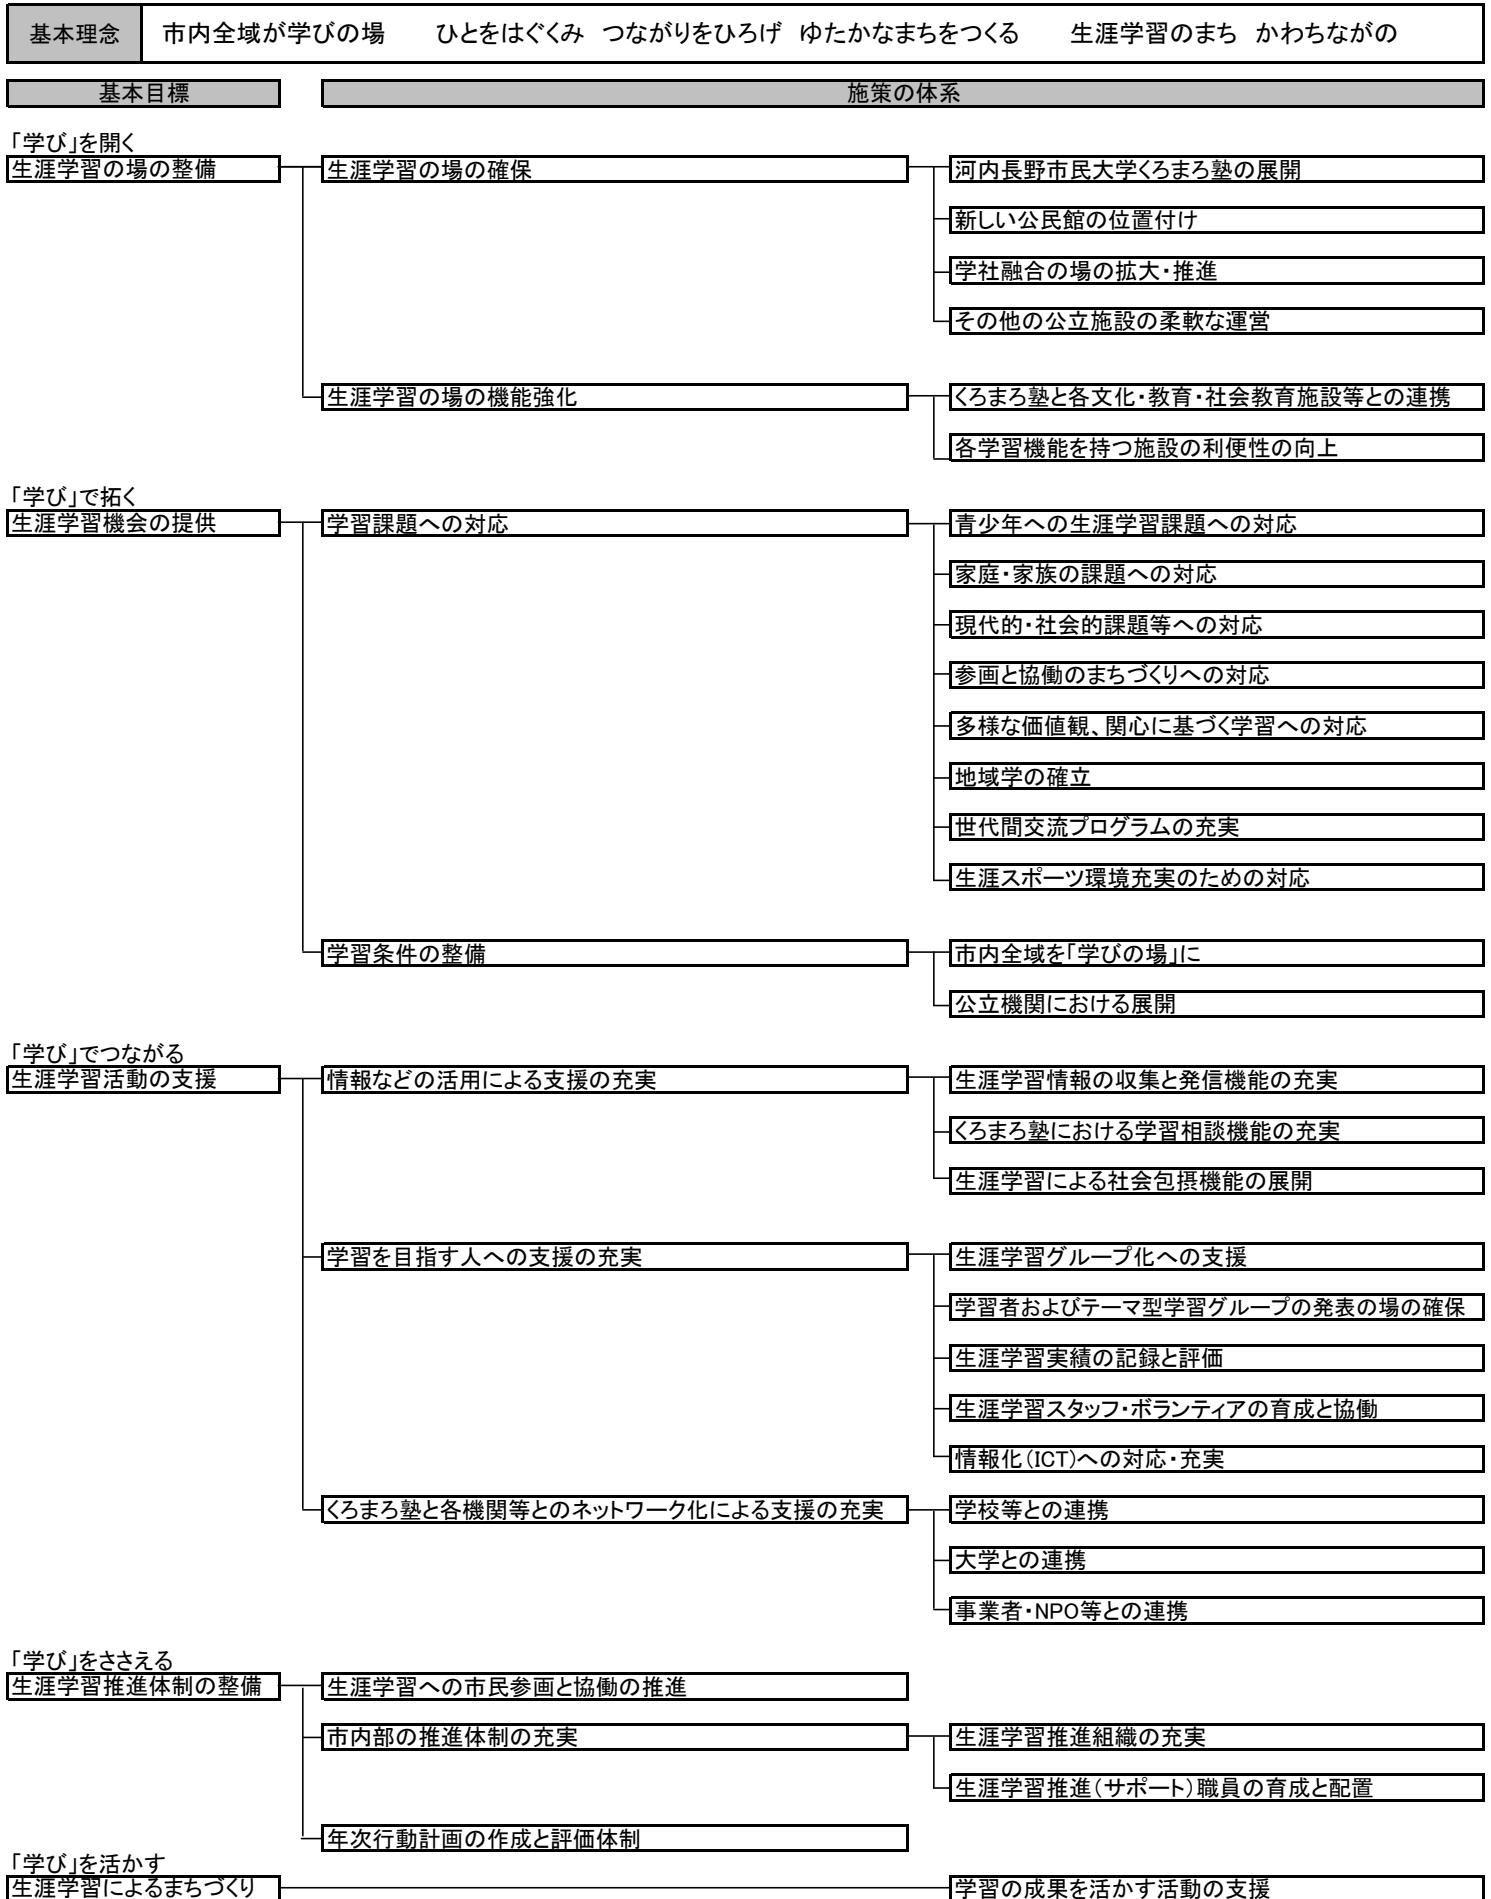 基本理念 市内全域が学びの場 ひとをはぐくみ つながりをひろげ ゆたかなまちをつくる 生涯学習のまち かわちながの
基本目標 施策の体系
「学び」を開く
生涯学習の場の整備 生涯学習の場の確保 河内長野市民大学くろまろ塾の展開
新しい公民館の位置付け
学社融合の場の拡大・推進
その他の公立施設の柔軟な運営
生涯学習の場の機能強化 くろまろ塾と各文化・教育・社会教育施設等との連携
各学習機能を持つ施設の利便性の向上
「学び」で拓く
生涯学習機会の提供 学習課題への対応 青少年への生涯学習課題への対応
家庭・家族の課題への対応
現代的・社会的課題等への対応
参画と協働のまちづくりへの対応
多様な価値観、関心に基づく学習への対応
地域学の確立
世代間交流プログラムの充実
生涯スポーツ環境充実のための対応
学習条件の整備 市内全域を「学びの場」に
公立機関における展開
「学び」でつながる
生涯学習活動の支援 情報などの活用による支援の充実 生涯学習情報の収集と発信機能の充実
くろまろ塾における学習相談機能の充実
生涯学習による社会包摂機能の展開
学習を目指す人への支援の充実 生涯学習グループ化への支援
学習者およびテーマ型学習グループの発表の場の確保
生涯学習実績の記録と評価
生涯学習スタッフ・ボランティアの育成と協働
情報化（ICT）への対応・充実
くろまろ塾と各機関等とのネットワーク化による支援の充実 学校等との連携
大学との連携
事業者・NPO等との連携
「学び」をささえる
生涯学習推進体制の整備 生涯学習への市民参画と協働の推進
市内部の推進体制の充実 生涯学習推進組織の充実
生涯学習推進（サポート）職員の育成と配置
年次行動計画の作成と評価体制
「学び」を活かす
生涯学習によるまちづくり 学習の成果を活かす活動の支援